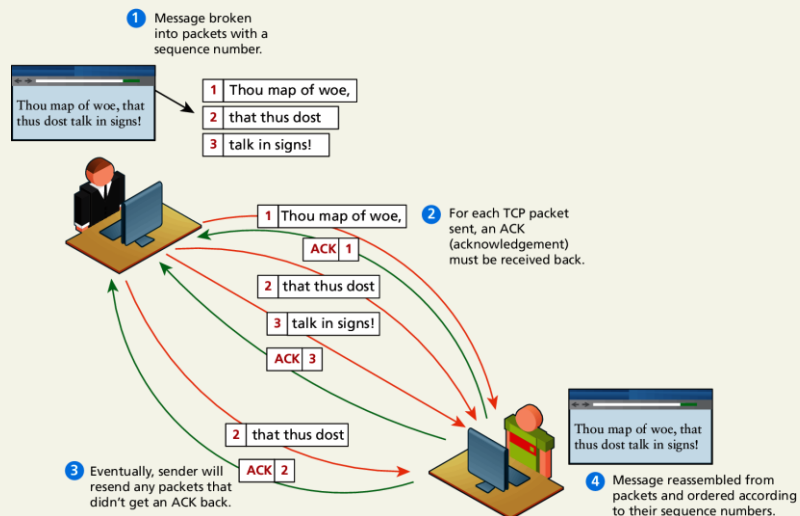 1 Message broken
into packets with a
sequence number.
Thou map of woe, that
thus dost talk in signs!
1 Thou map of woe,
2 that thus dost
3 talk in signs!
1 Thou map of woe,
2 For each TCP packet
sent, an ACK
(acknowledgement)
must be received back.
ACK 1
2 that thus dost
3 talk in signs!
ACK 3
2 that thus dost
3 Eventually, sender will
resend any packets that
didn't get an ACK back.
ACK 2
Thou map of woe, that
thus dost talk in signs!
4 Message reassembled from
packets and ordered according
to their sequence numbers.